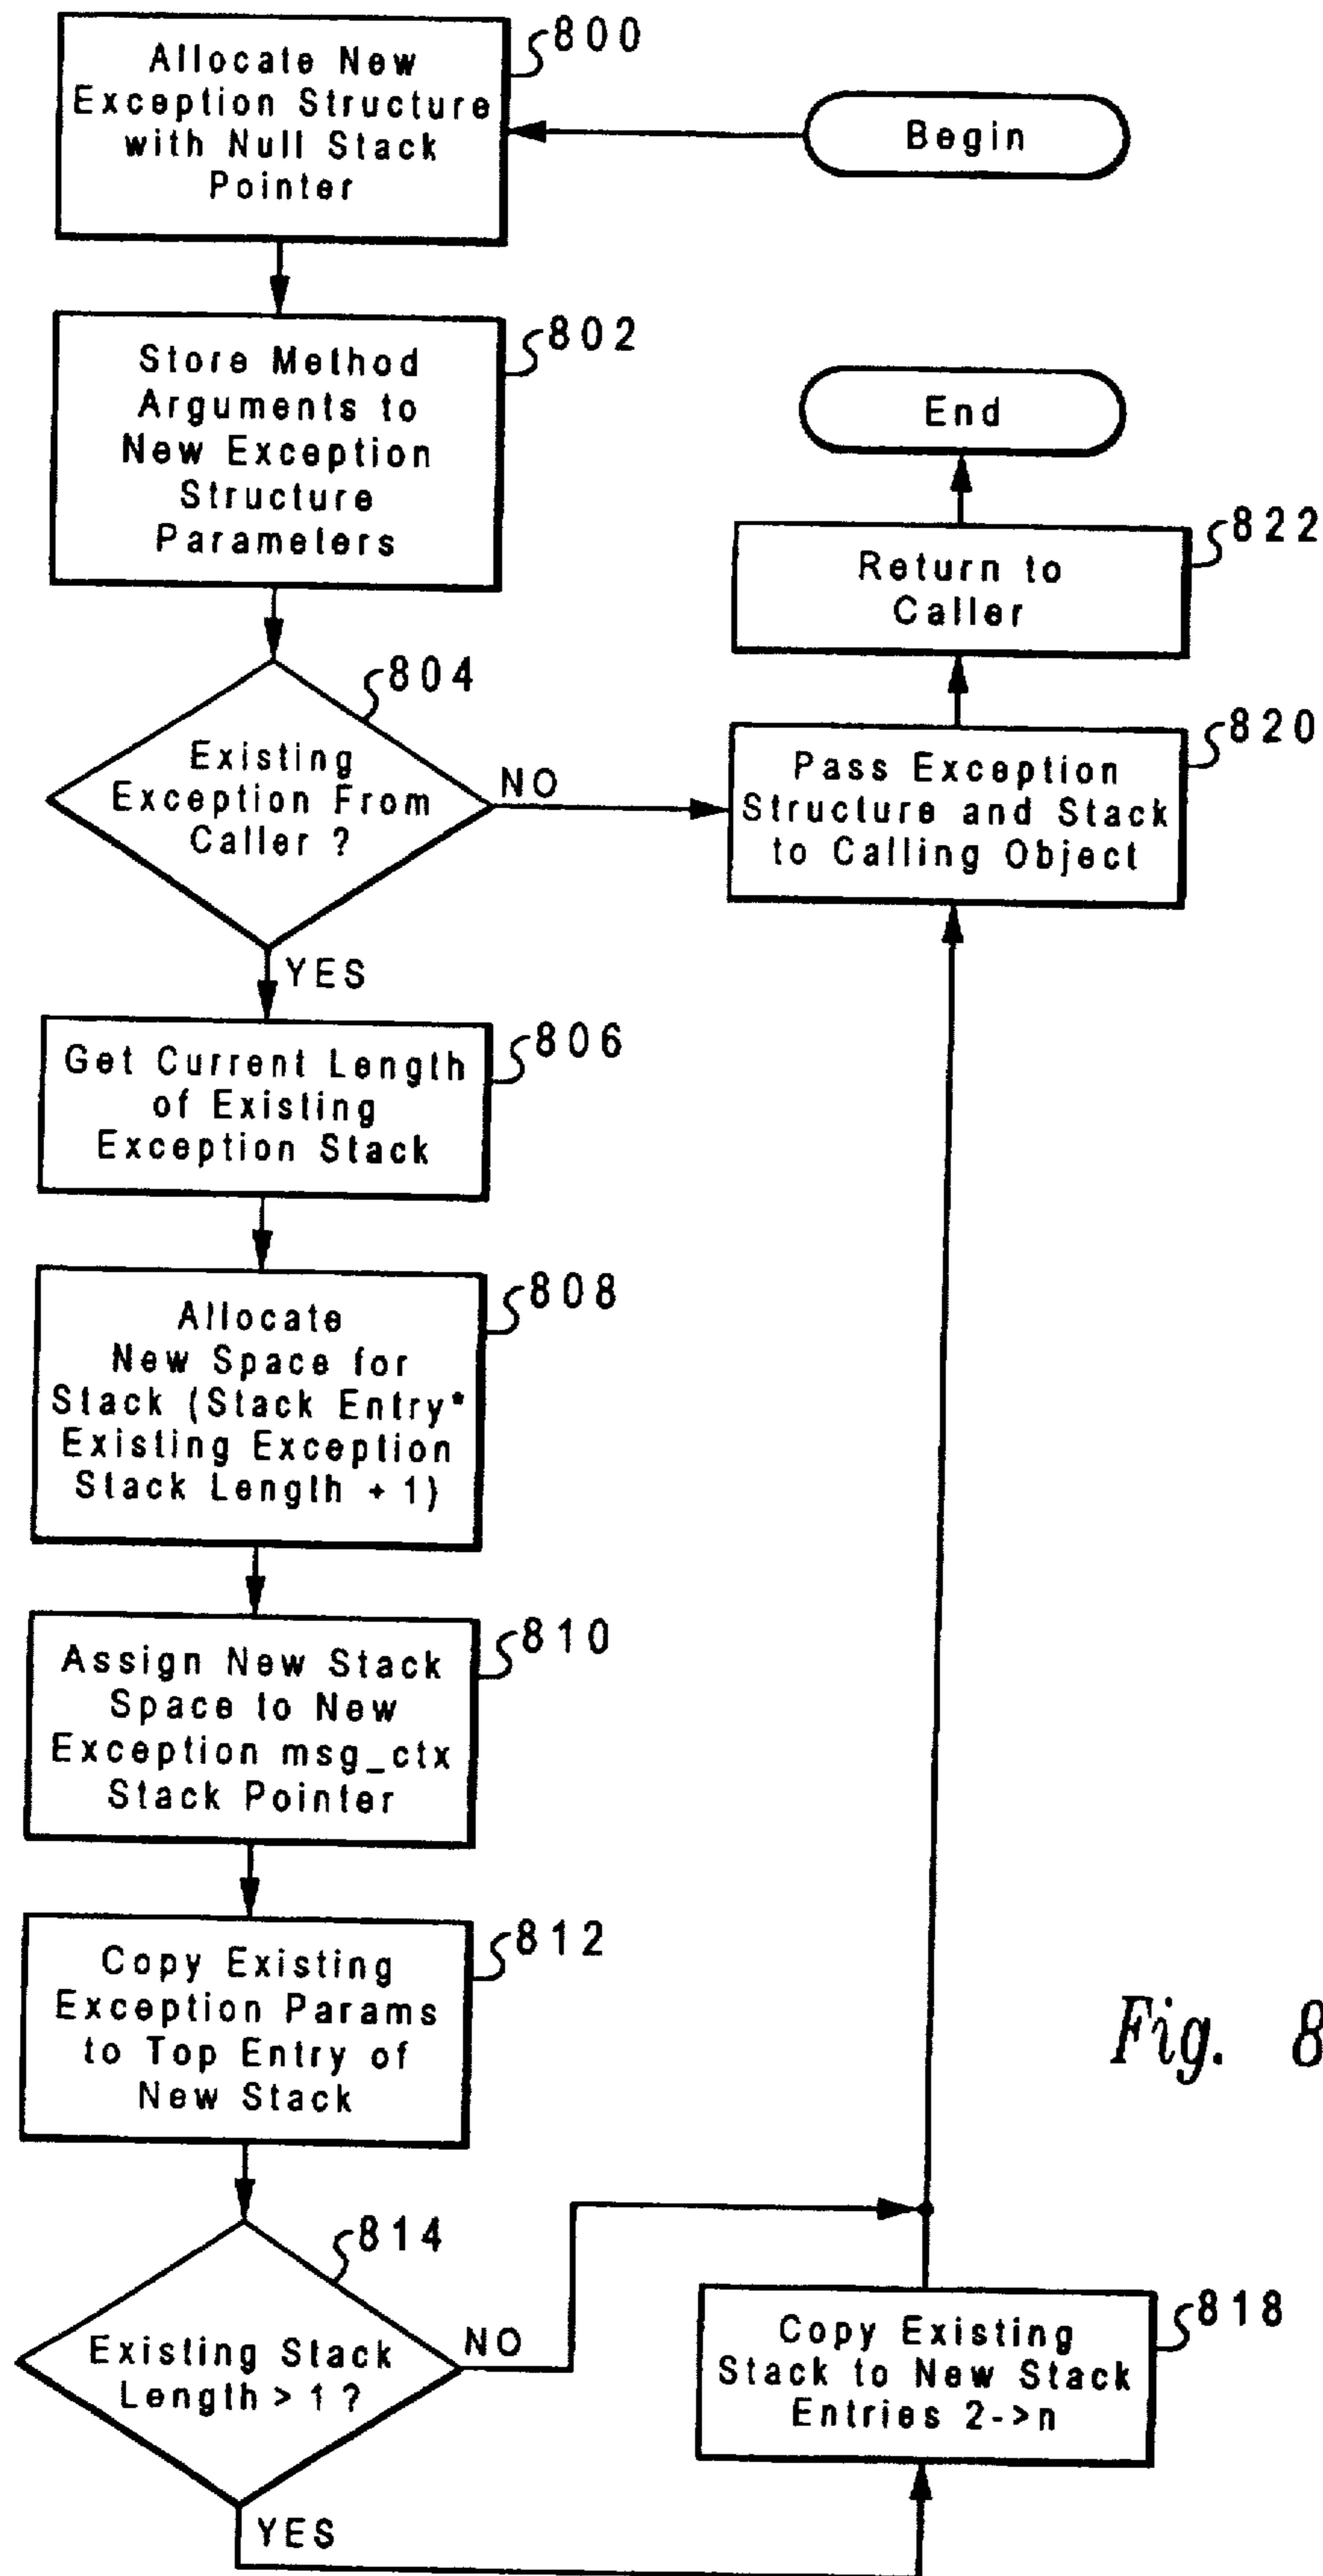 Allocate New
Exception Structure
with Null Stack
Pointer
800
Begin
Store Method
Arguments to
New Exception
Structure
Parameters
802
End
Return to
Caller
822
Existing
Exception From
Caller ?
804
NO
YES
Pass Exception
Structure and Stack
to Calling Object
820
Get Current Length
of Existing
Exception Stack
806
Allocate
New Space for
Stack (Stack Entry*
Existing Exception
Stack Length + 1)
808
Assign New Stack
Space to New
Exception msg_ctx
Stack Pointer
810
Copy Existing
Exception Params
to Top Entry of
New Stack
812
Fig. 8
Existing Stack
Length > 1 ?
814
NO
YES
Copy Existing
Stack to New Stack
Entries 2->n
818